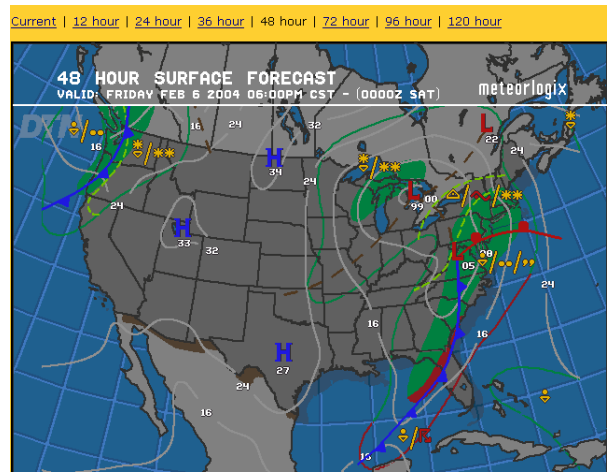 Current | 12 hour | 24 hour | 36 hour | 48 hour | 72 hour | 96 hour | 120 hour
48 HOUR SURFACE FORECAST
VALID: FRIDAY FEB 6 2004 06:00PM CST - (0000Z SAT)
meteorlogix
DTN
16
24
32
L
22
24
16
H
34
24
L
99
00
24
H
33
32
L
05
24
16
16
H
27
24
16
16